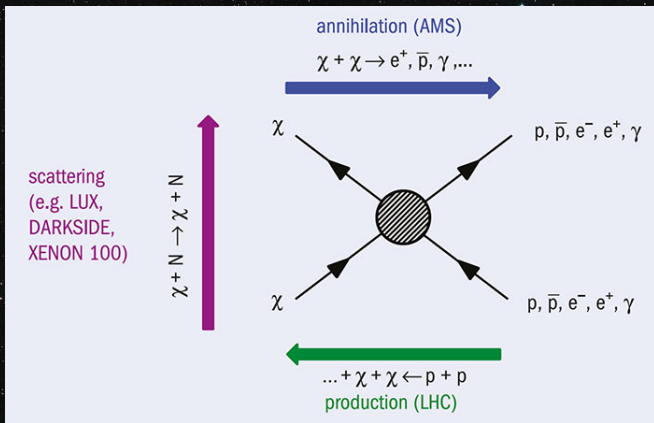 annihilation (AMS)
χ + χ → e⁺, p̅, γ,...
χ
p, p̅, e⁻, e⁺, γ
scattering
(e.g. LUX,
DARKSIDE,
XENON 100)
χ + N → χ + N
χ
p, p̅, e⁻, e⁺, γ
... + χ + χ ← p + p
production (LHC)